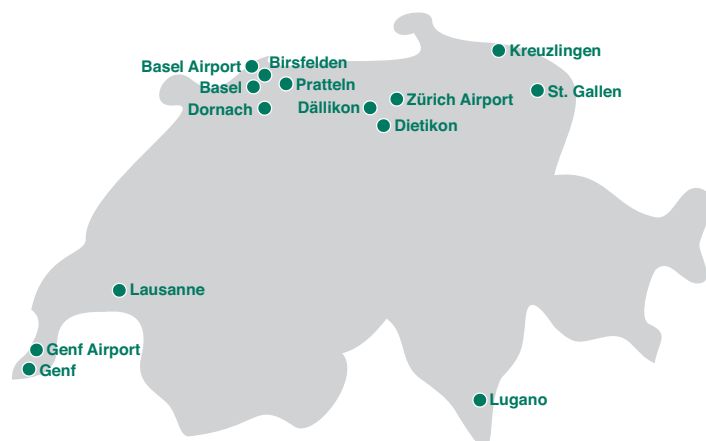 Kreuzlingen
Birsfelden
Basel Airport
Pratteln
Basel
St. Gallen
Zürich Airport
Dällikon
Dornach
Dietikon
Lausanne
Genf Airport
Genf
Lugano